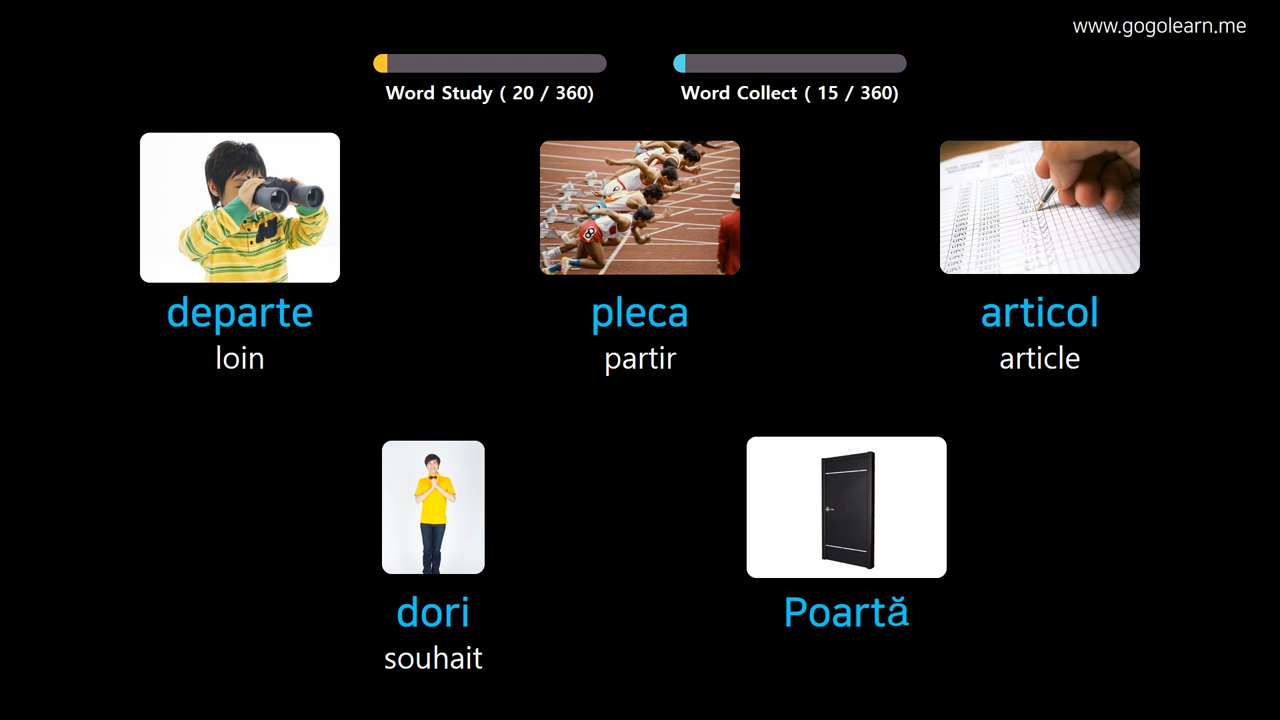 www.gogolearn.me
Word Study ( 20 / 360)
Word Collect ( 15 / 360)
departe
loin
pleca
partir
articol
article
dori
souhait
Poartă